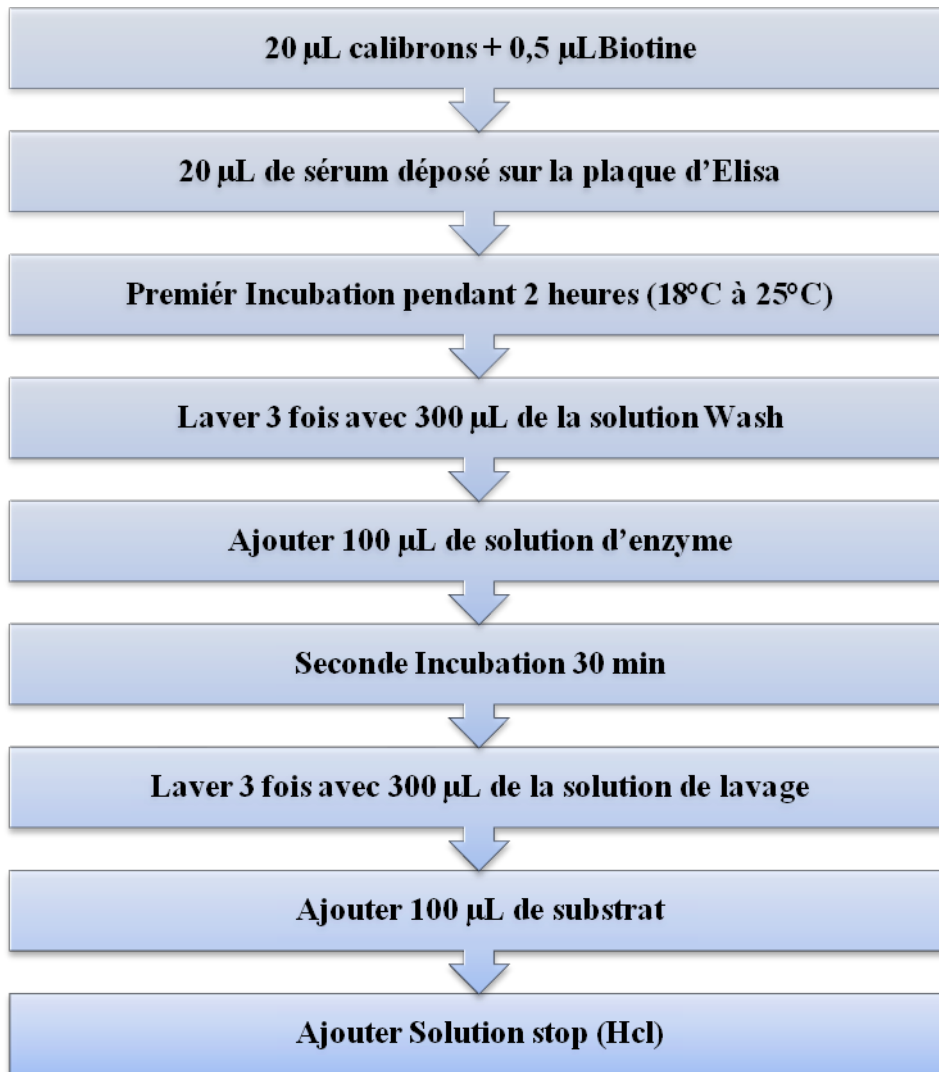 20 µL calibrons + 0,5 µLBiotine
20 µL de sérum déposé sur la plaque d’Elisa
Premiér Incubation pendant 2 heures (18°C à 25°C)
Laver 3 fois avec 300 µL de la solution Wash
Ajouter 100 µL de solution d’enzyme
Seconde Incubation 30 min
Laver 3 fois avec 300 µL de la solution de lavage
Ajouter 100 µL de substrat
Ajouter Solution stop (Hcl)